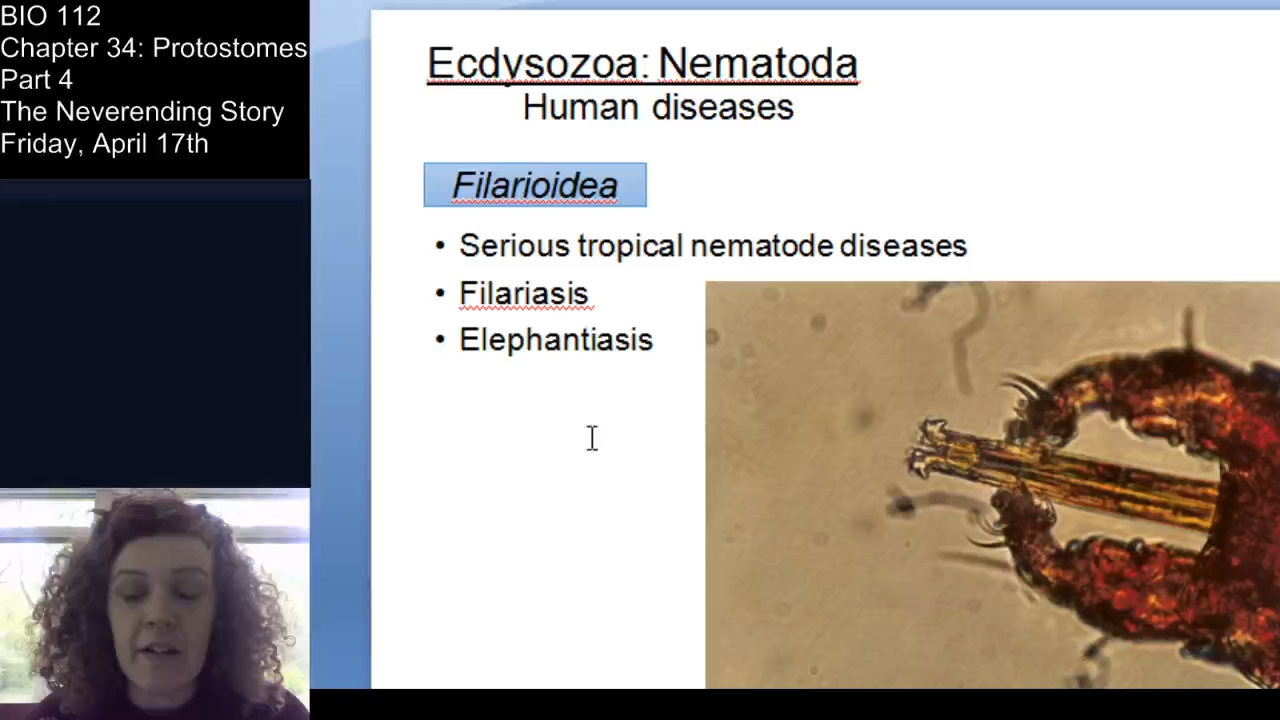 BIO 112
Chapter 34: Protostomes
Part 4
The Neverending Story
Friday, April 17th
Ecdysozoa: Nematoda
Human diseases
Filarioidea
• Serious tropical nematode diseases
• Filariasis
• Elephantiasis